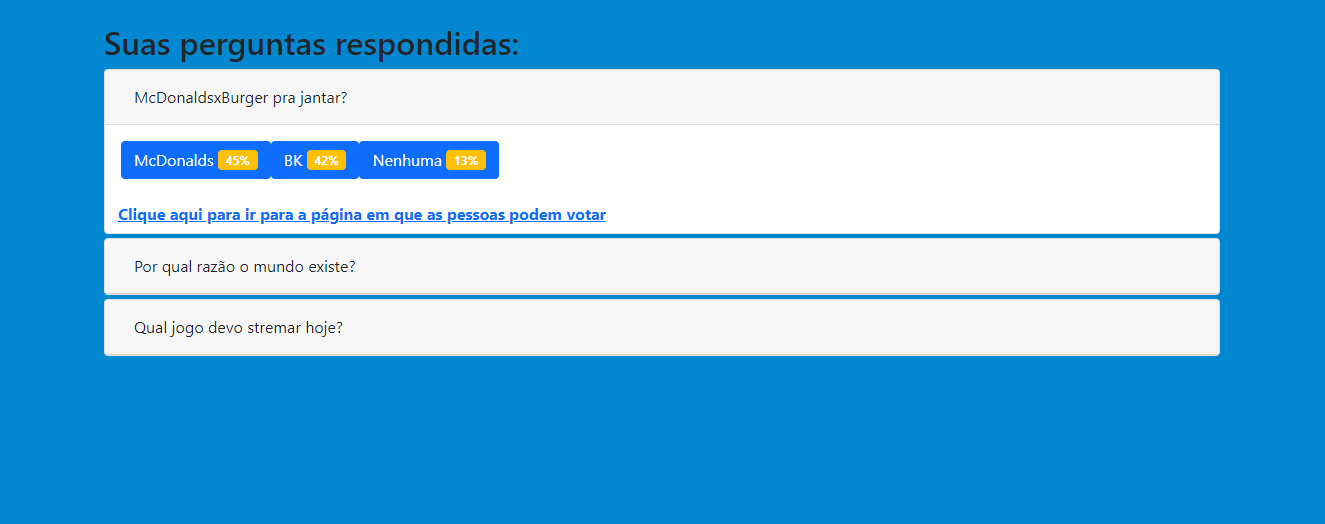 Suas perguntas respondidas:
McDonaldsxBurger pra jantar?
McDonalds 45% BK 42% Nenhuma 13%
Clique aqui para ir para a página em que as pessoas podem votar
Por qual razão o mundo existe?
Qual jogo devo stremar hoje?